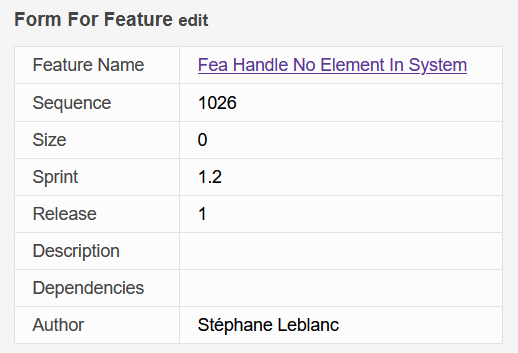 Form For Feature edit
Feature Name Fea Handle No Element In System
Sequence 1026
Size 0
Sprint 1.2
Release 1
Description
Dependencies
Author Stéphane Leblanc